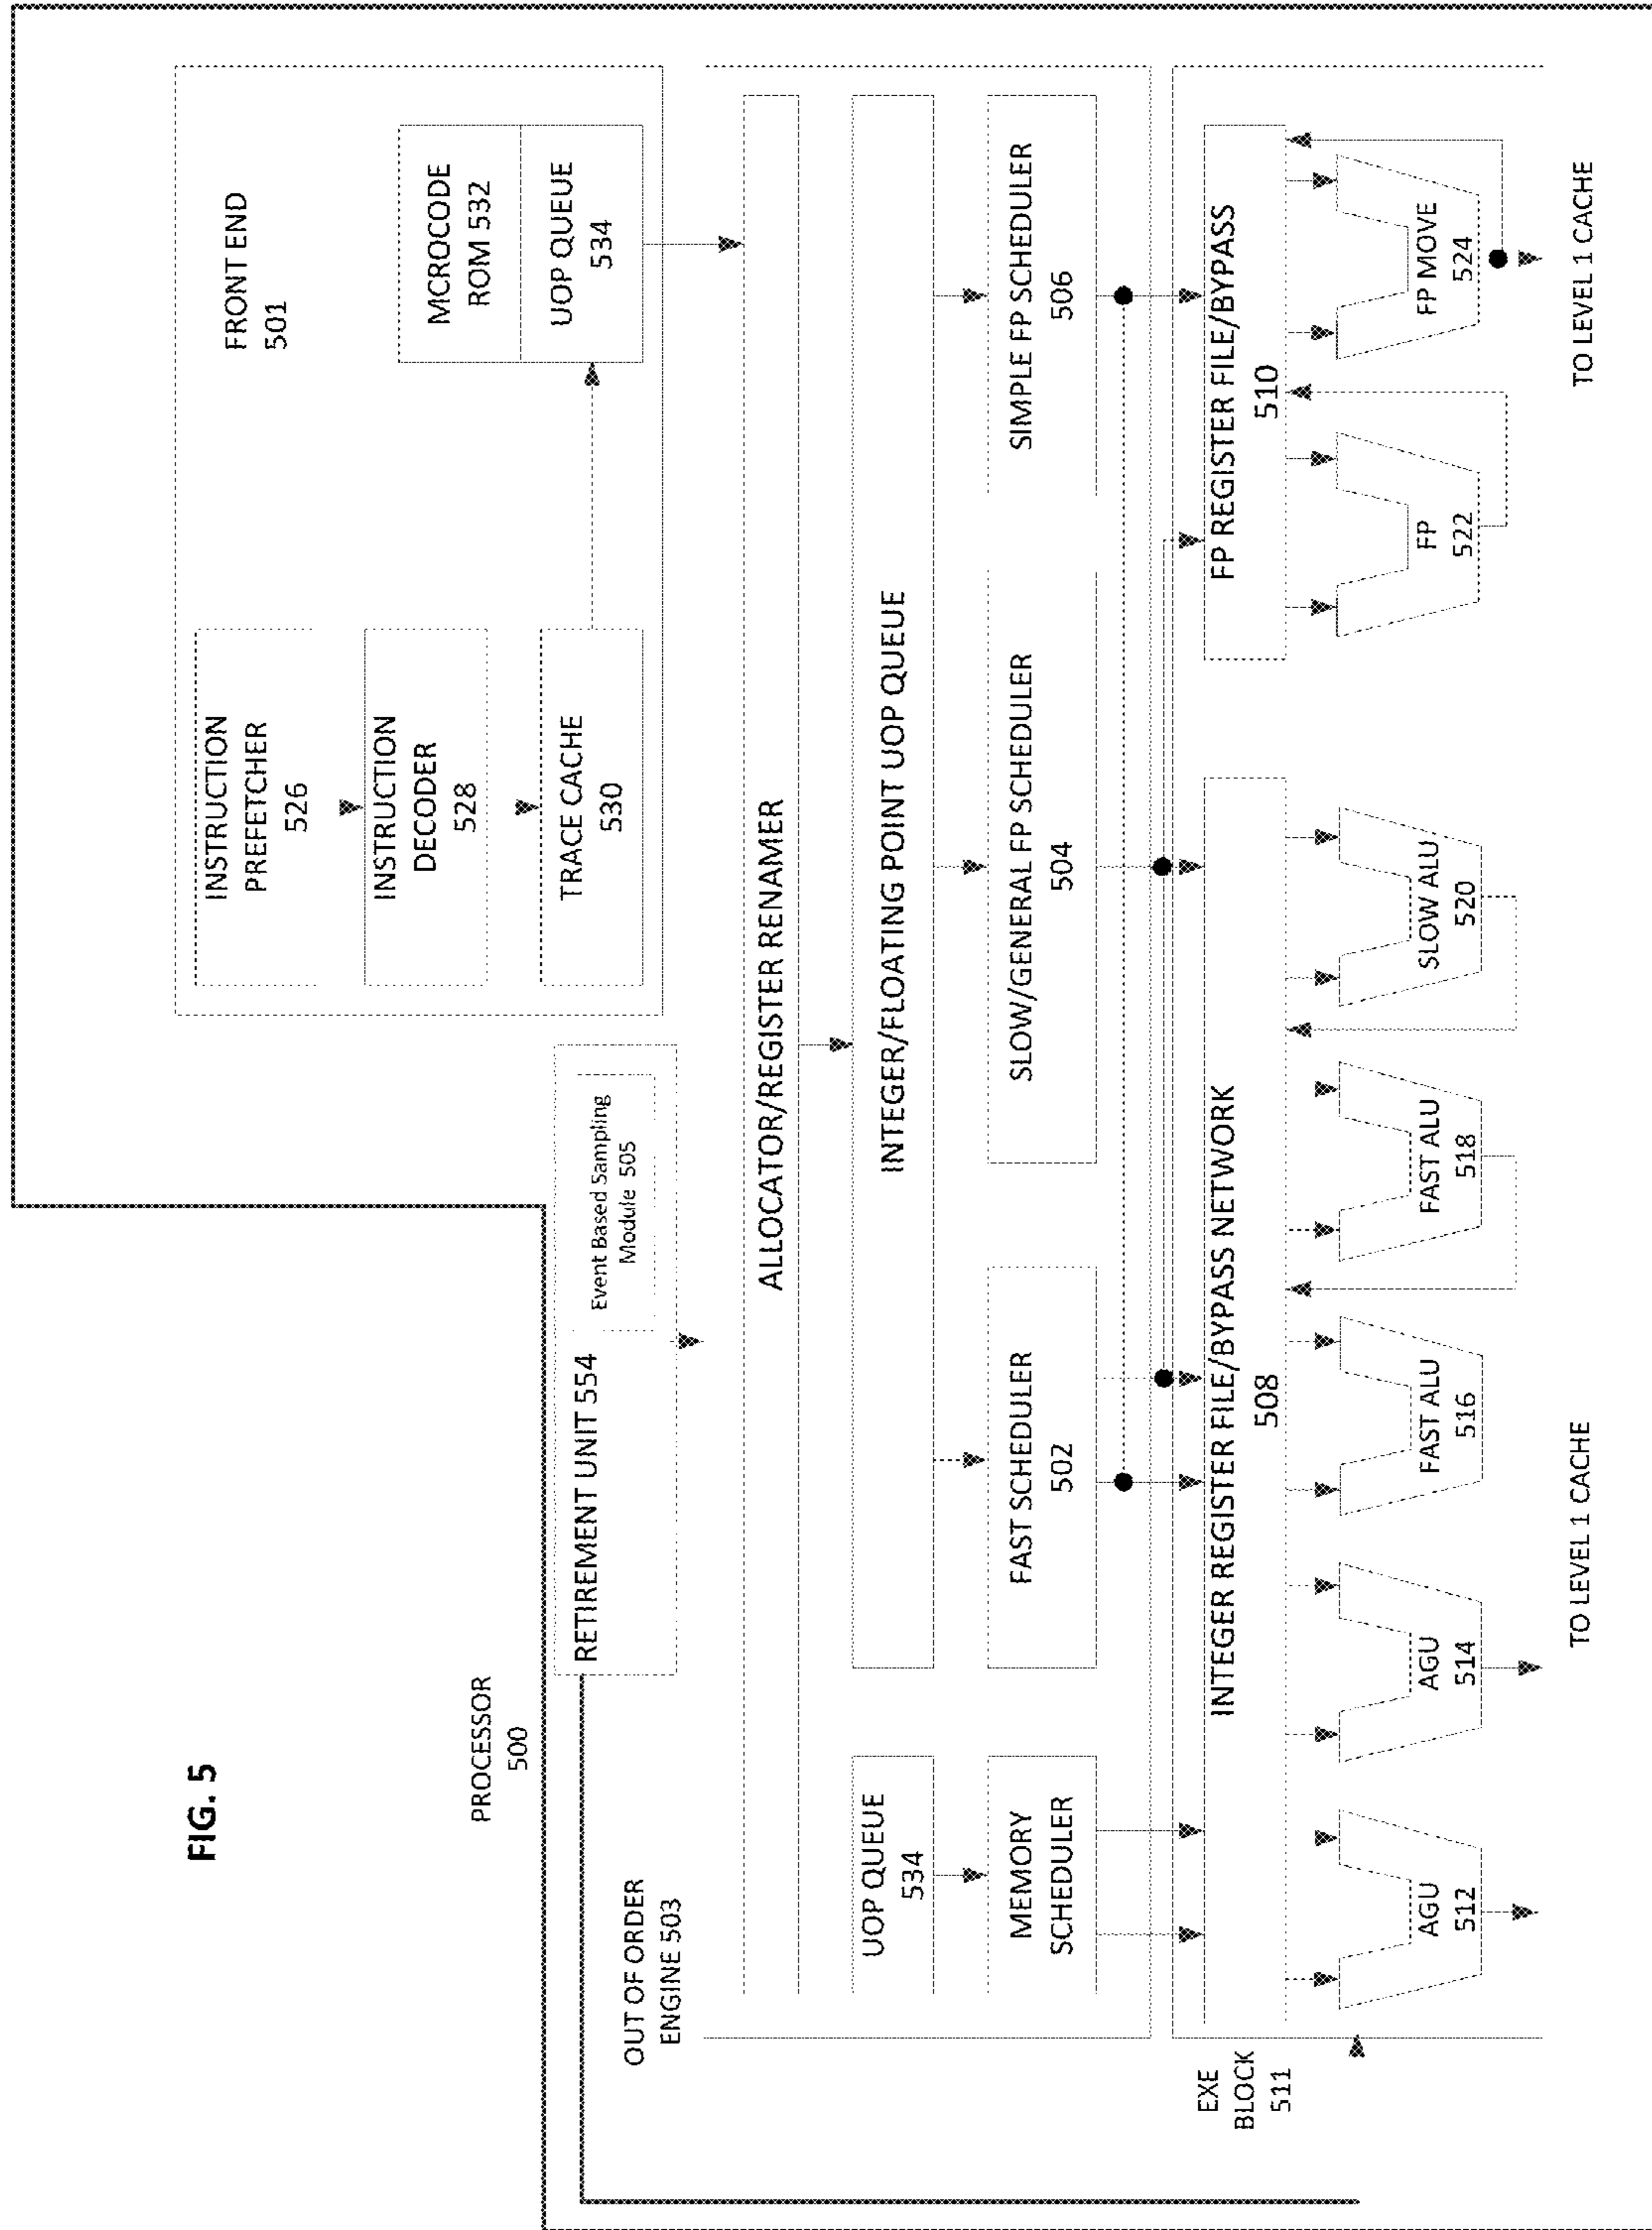 FIG. 5
PROCESSOR
500
FRONT END
501
INSTRUCTION
PREFETCHER
526
INSTRUCTION
DECODER
528
TRACE CACHE
530
MCRQCODE
ROM 532
UOP QUEUE
534
RETIREMENT UNIT 554
Event Based Sampling
Module 505
OUT OF ORDER
ENGINE 503
ALLOCATOR/REGISTER RENAMER
UOP QUEUE
534
INTEGER/FLOATING POINT UOP QUEUE
MEMORY
SCHEDULER
FAST SCHEDULER
502
SLOW/GENERAL FP SCHEDULER
504
SIMPLE FP SCHEDULER
506
EXE
BLOCK
511
INTEGER REGISTER FILE/BYPASS NETWORK
508
FP REGISTER FILE/BYPASS
510
AGU
512
AGU
514
FAST ALU
516
FAST ALU
518
SLOW ALU
520
FP
522
FP MOVE
524
TO LEVEL 1 CACHE
TO LEVEL 1 CACHE